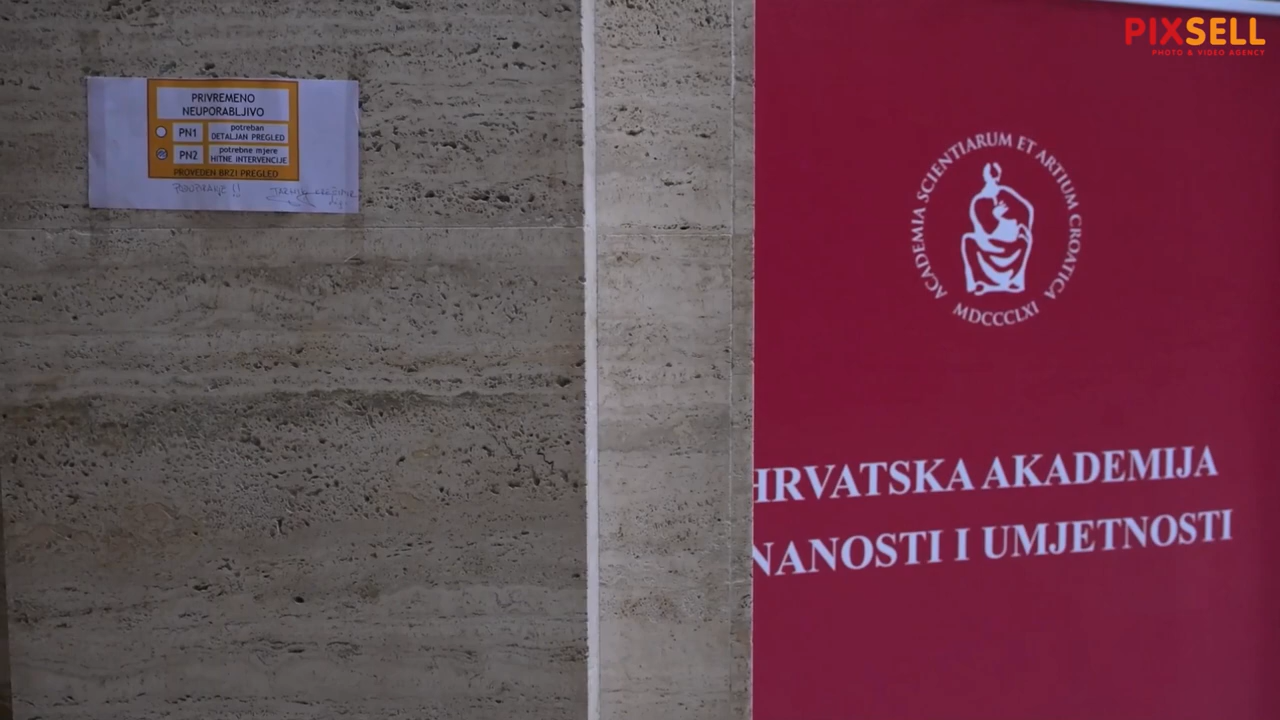 PRIVREMENO
NEUPORABLJIVO
PN1 potreban
DETALJAN PREGLED
PN2 potrebne mjere
HITNE INTERVENCIJE
PROVEDEN BRZI PREGLED
PIXSELL
PHOTO & VIDEO AGENCY
ACADEMIA SCIENTIARUM ET ARTIUM CROATICA
MDCCCLXI
HRVATSKA AKADEMIJA
NANOSTI I UMJETNOSTI